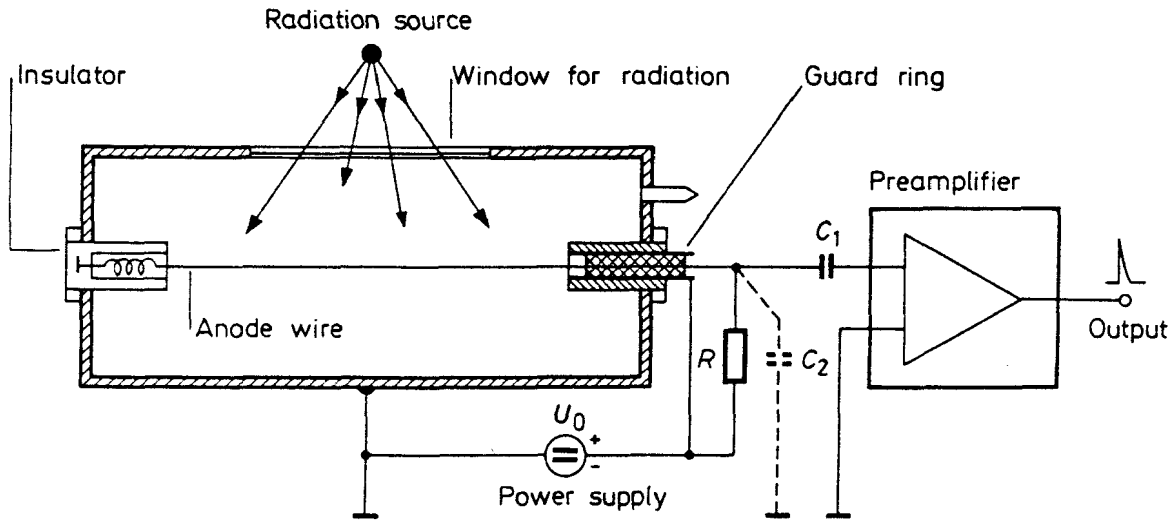 Radiation source
Insulator
Window for radiation
Guard ring
Preamplifier
C₁
Anode wire
Output
R
C₂
U₀
+
-
Power supply